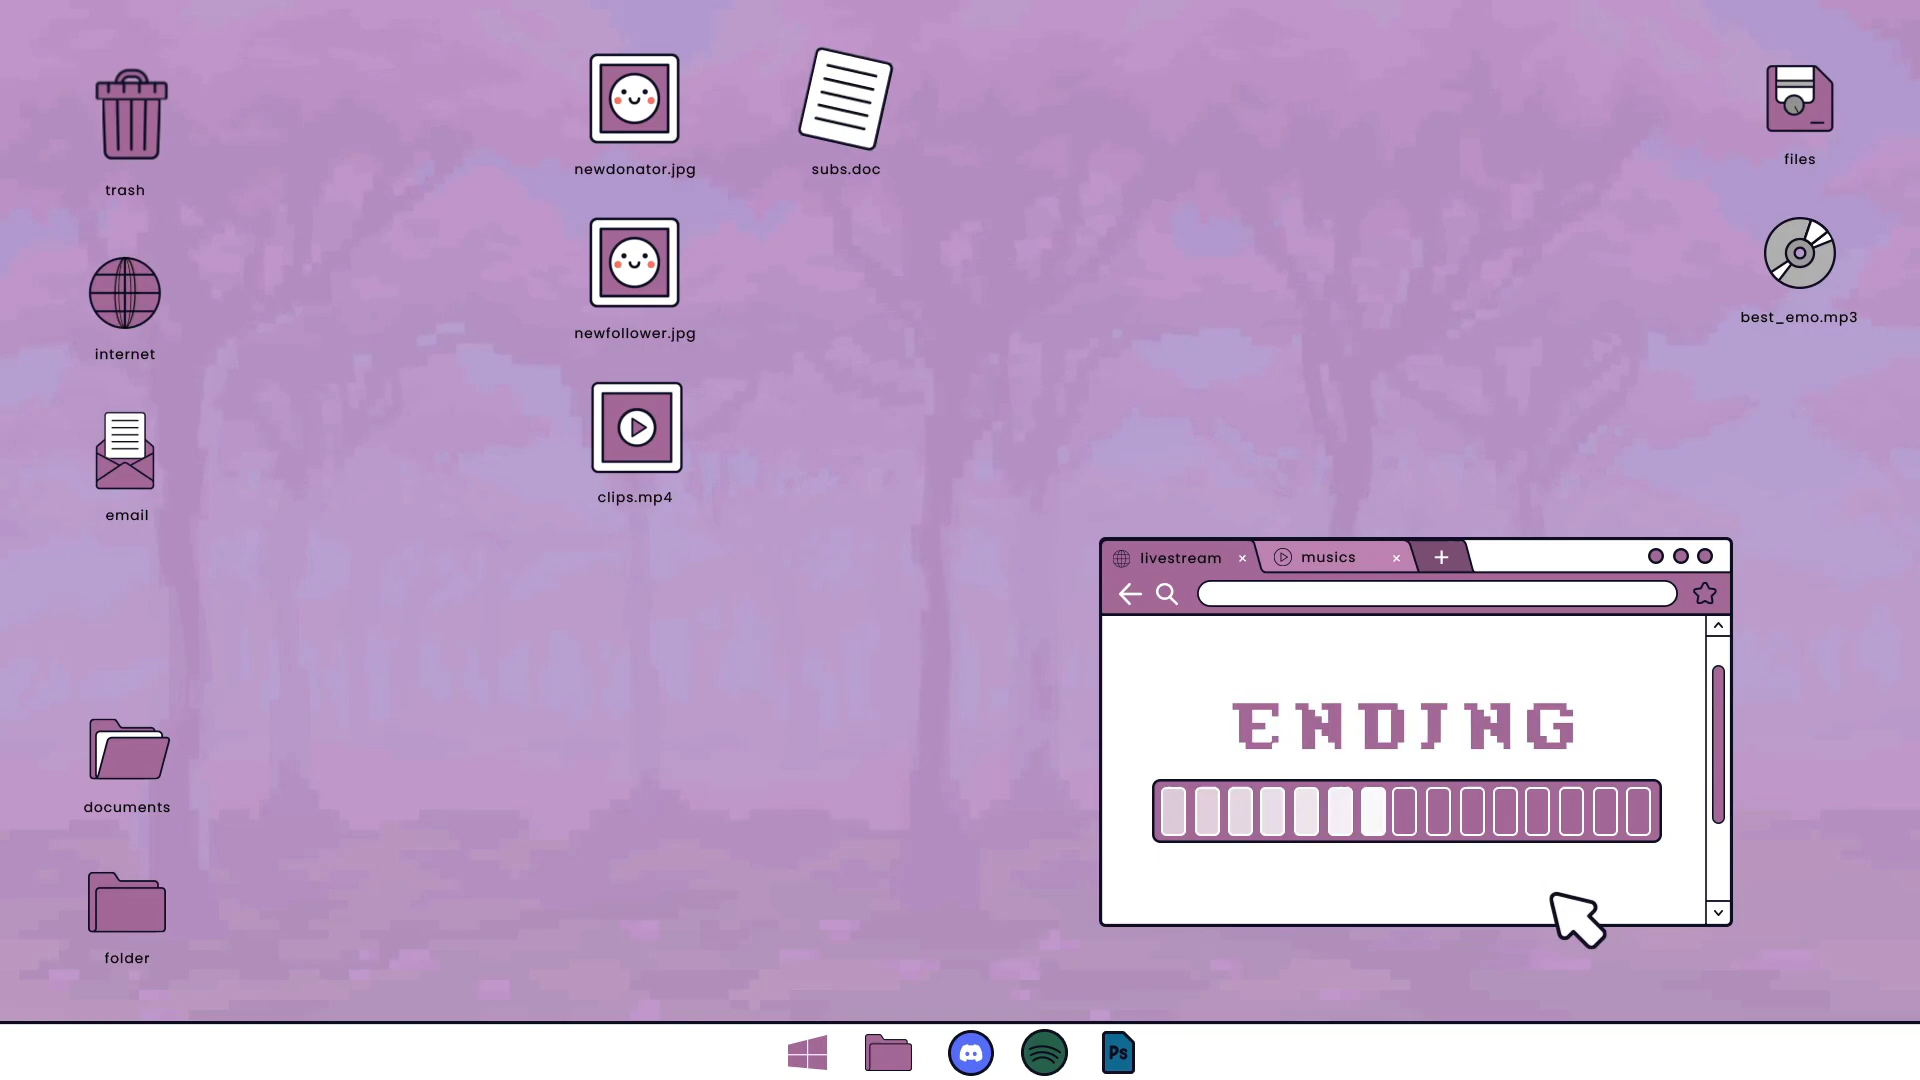 trash
internet
email
documents
folder
newdonator.jpg
subs.doc
newfollower.jpg
clips.mp4
files
best_emo.mp3
livestream
musics
ENDING
Ps